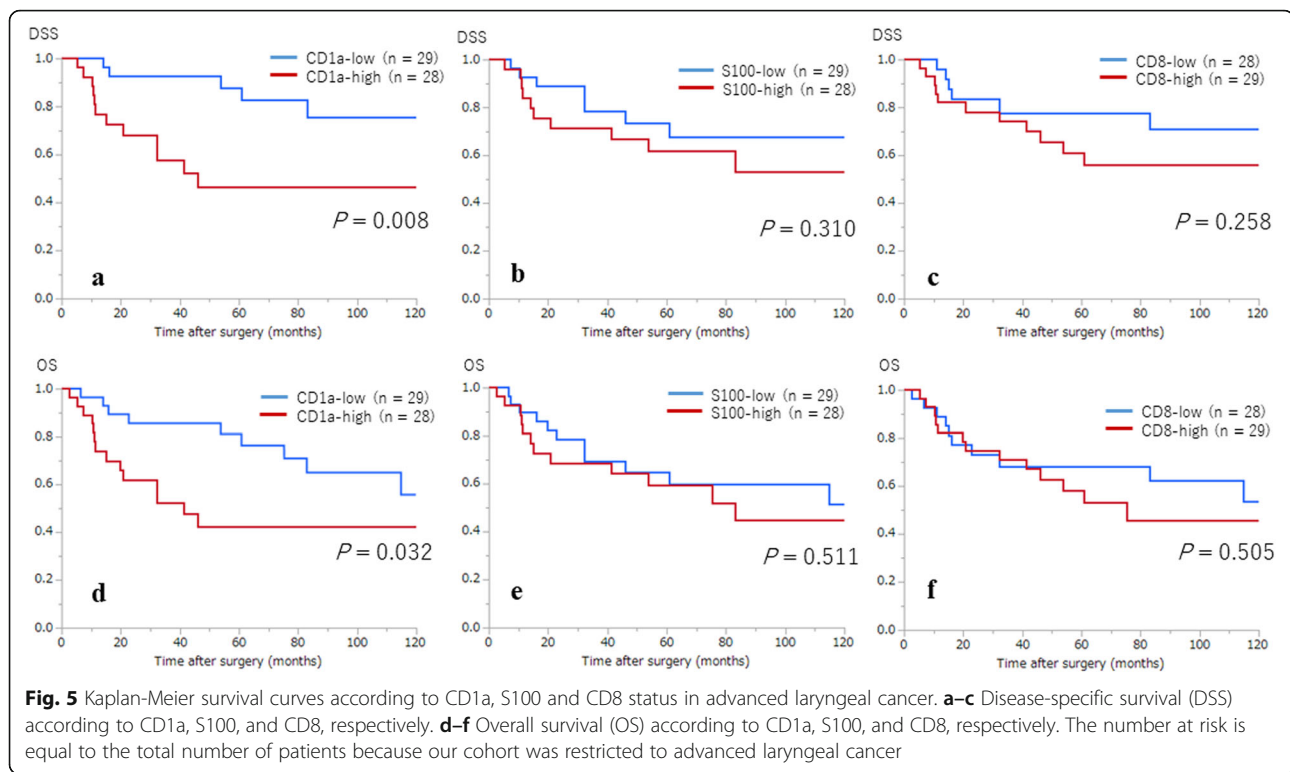 DSS
CD1a-low (n = 29)
CD1a-high (n = 28)
1.0
0.8
0.6
0.4
0.2
0.0
P = 0.008
a
0 20 40 60 80 100 120
Time after surgery (months)
DSS
S100-low (n = 29)
S100-high (n = 28)
1.0
0.8
0.6
0.4
0.2
0.0
P = 0.310
b
0 20 40 60 80 100 120
Time after surgery (months)
DSS
CD8-low (n = 28)
CD8-high (n = 29)
1.0
0.8
0.6
0.4
0.2
0.0
P = 0.258
c
0 20 40 60 80 100 120
Time after surgery (months)
OS
CD1a-low (n = 29)
CD1a-high (n = 28)
1.0
0.8
0.6
0.4
0.2
0.0
P = 0.032
d
0 20 40 60 80 100 120
Time after surgery (months)
OS
S100-low (n = 29)
S100-high (n = 28)
1.0
0.8
0.6
0.4
0.2
0.0
P = 0.511
e
0 20 40 60 80 100 120
Time after surgery (months)
OS
CD8-low (n = 28)
CD8-high (n = 29)
1.0
0.8
0.6
0.4
0.2
0.0
P = 0.505
f
0 20 40 60 80 100 120
Time after surgery (months)
Fig. 5 Kaplan-Meier survival curves according to CD1a, S100 and CD8 status in advanced laryngeal cancer. a–c Disease-specific survival (DSS)
according to CD1a, S100, and CD8, respectively. d–f Overall survival (OS) according to CD1a, S100, and CD8, respectively. The number at risk is
equal to the total number of patients because our cohort was restricted to advanced laryngeal cancer